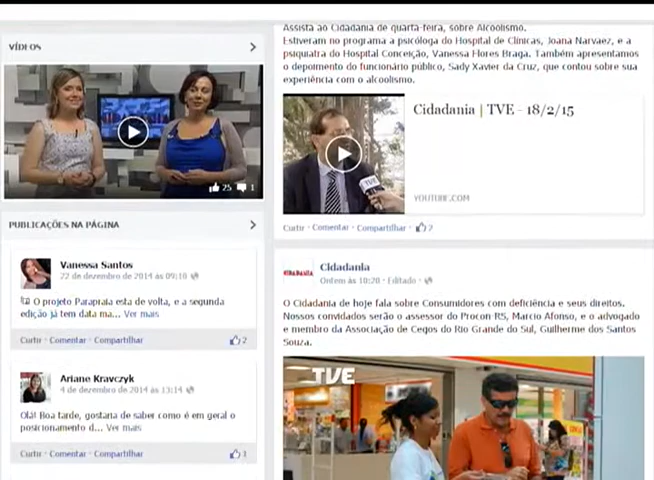 VÍDEOS
CIDADANIA
25 1
PUBLICAÇÕES NA PÁGINA
Vanessa Santos
22 de dezembro de 2014 às 09:10
O projeto Parapraia esta de volta, e a segunda
edição já tem data ma... Ver mais
Curtir · Comentar · Compartilhar 2
Ariane Kravczyk
4 de dezembro de 2014 às 13:14
Olá! Boa tarde, gostaria de saber como é em geral o
posicionamento d... Ver mais
Curtir · Comentar · Compartilhar 1
Assista ao Cidadania de quarta-feira, sobre Alcoolismo.
Estiveram no programa a psicóloga do Hospital de Clínicas, Joana Narvaez, e a
psiquiatra do Hospital Conceição, Vanessa Flores Braga. Também apresentamos
o depoimento do funcionário público, Sady Xavier da Cruz, que contou sobre sua
experiência com o alcoolismo.
TVE
Cidadania | TVE - 18/2/15
YOUTUBE.COM
Curtir · Comentar · Compartilhar · 2
CIDADANIA
Cidadania
Ontem às 10:20 · Editado ·
O Cidadania de hoje fala sobre Consumidores com deficiência e seus direitos.
Nossos convidados serão o assessor do Procon RS, Marcio Afonso, e o advogado
e membro da Associação de Cegos do Rio Grande do Sul, Guilherme dos Santos
Souza.
TVE